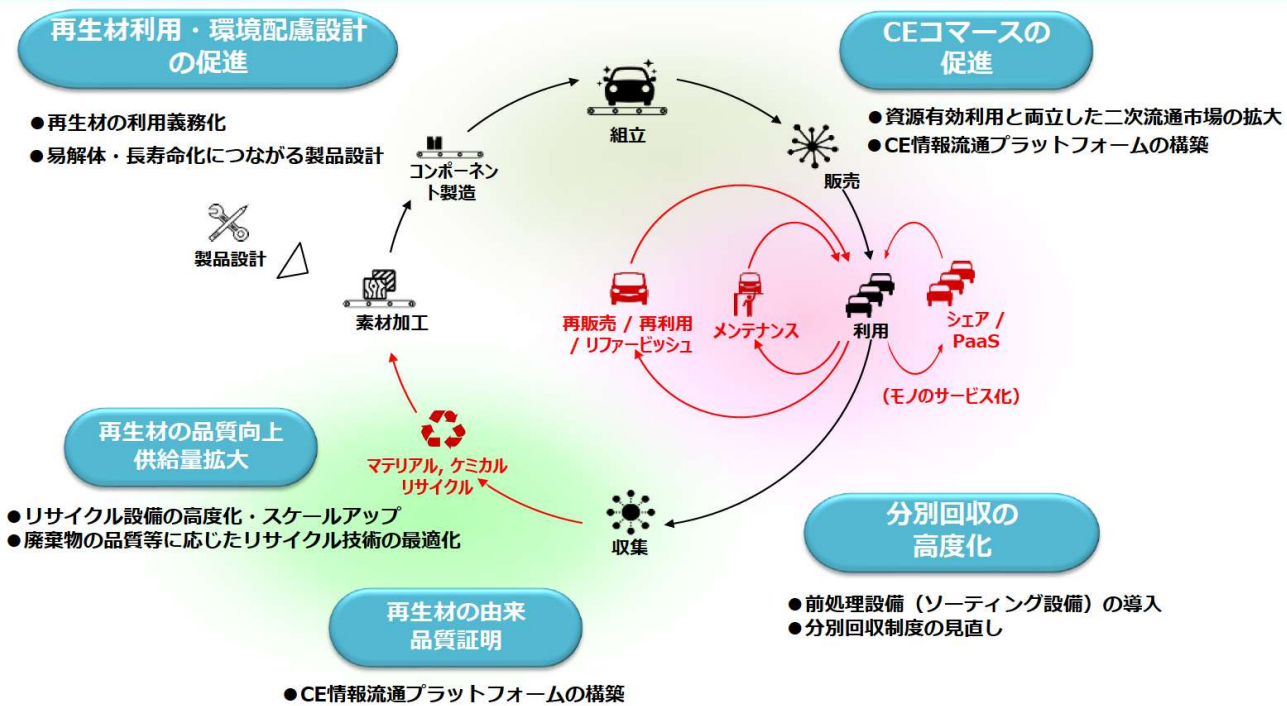 再生材利用・環境配慮設計
の促進
●再生材の利用義務化
●易解体・長寿命化につながる製品設計
CEコマースの
促進
●資源有効利用と両立した二次流通市場の拡大
●CE情報流通プラットフォームの構築
組立
コンポーネン
ト製造
販売
製品設計
素材加工
再販売 / 再利用
/ リファービッシュ
メンテナンス
利用
シェア /
PaaS
(モノのサービス化)
再生材の品質向上
供給量拡大
●リサイクル設備の高度化・スケールアップ
●廃棄物の品質等に応じたリサイクル技術の最適化
マテリアル, ケミカル
リサイクル
収集
分別回収の
高度化
●前処理設備（ソーティング設備）の導入
●分別回収制度の見直し
再生材の由来
品質証明
●CE情報流通プラットフォームの構築